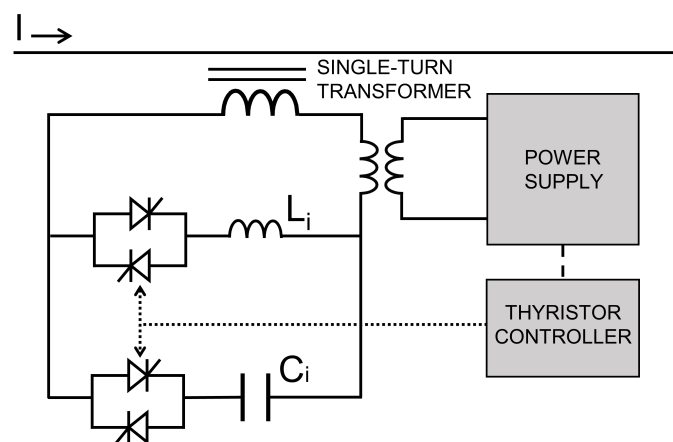 I
SINGLE-TURN
TRANSFORMER
POWER
SUPPLY
Li
THYRISTOR
CONTROLLER
Ci